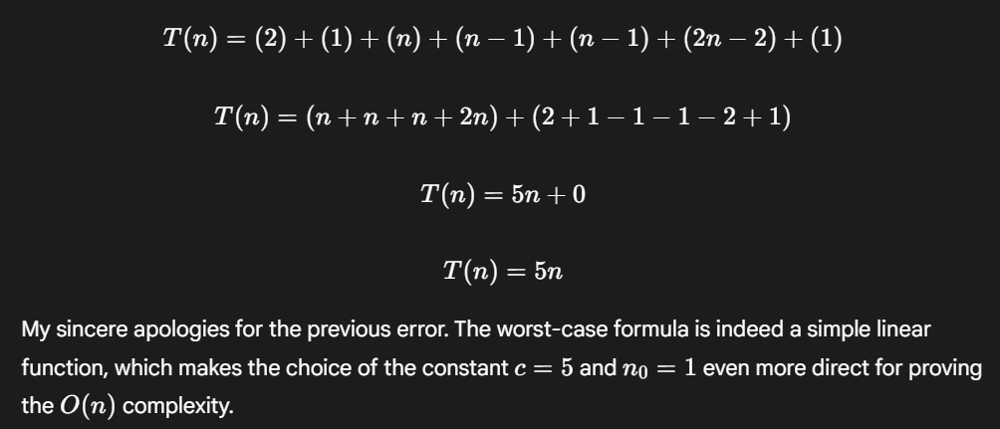 T(n) = (2) + (1) + (n) + (n − 1) + (n − 1) + (2n − 2) + (1)
T(n) = (n + n + n + 2n) + (2 + 1 − 1 − 1 − 2 + 1)
T(n) = 5n + 0
T(n) = 5n
My sincere apologies for the previous error. The worst-case formula is indeed a simple linear
function, which makes the choice of the constant c = 5 and n₀ = 1 even more direct for proving
the O(n) complexity.